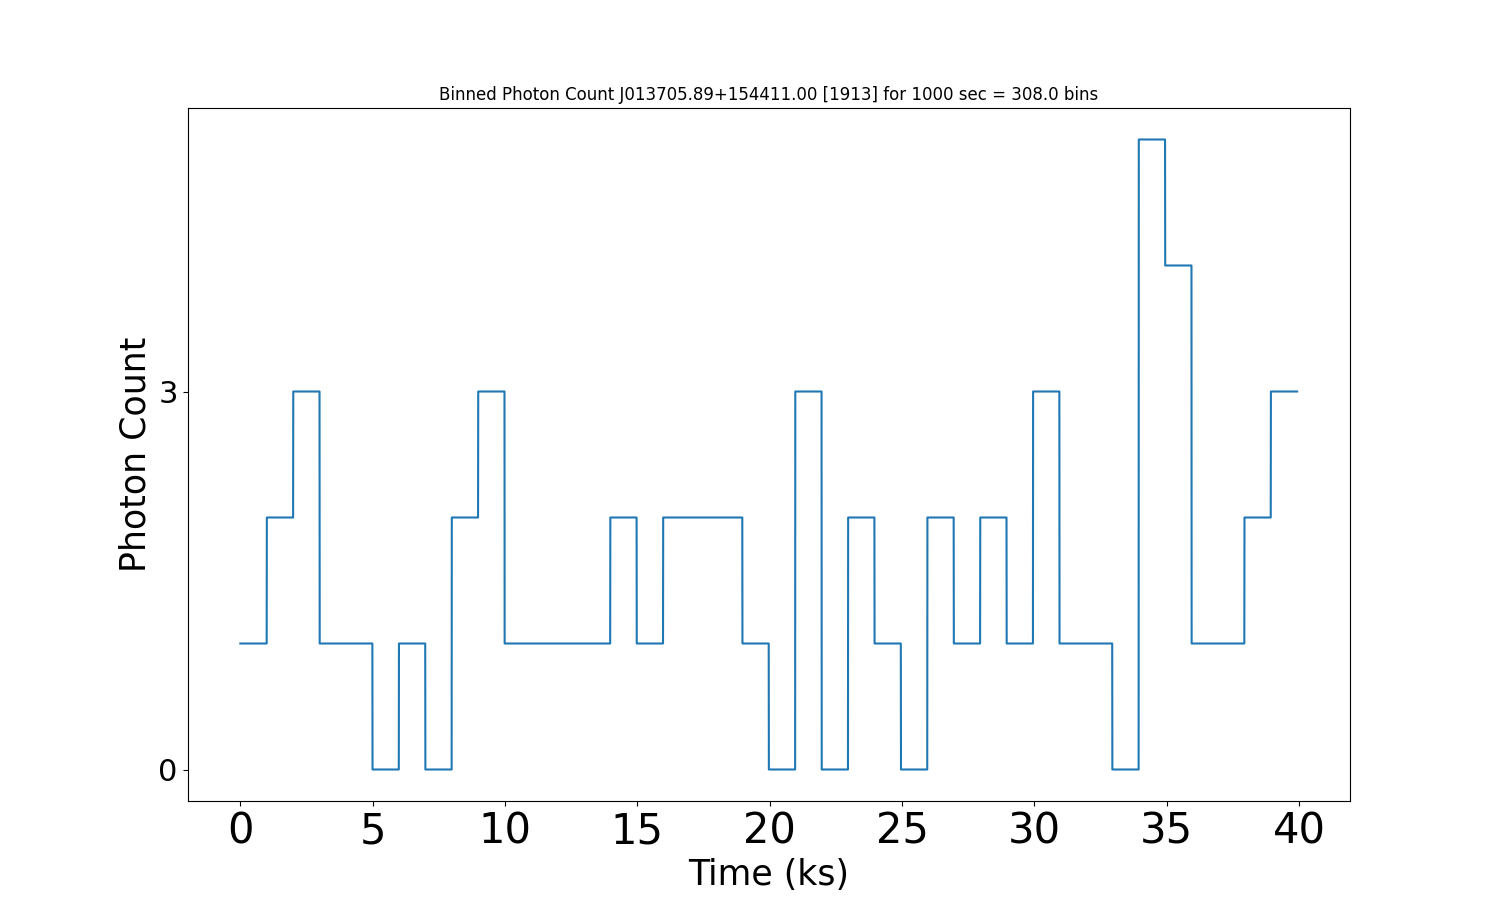 Binned Photon Count J013705.89+154411.00 [1913] for 1000 sec = 308.0 bins
Photon Count
3
0
0 5 10 15 20 25 30 35 40
Time (ks)